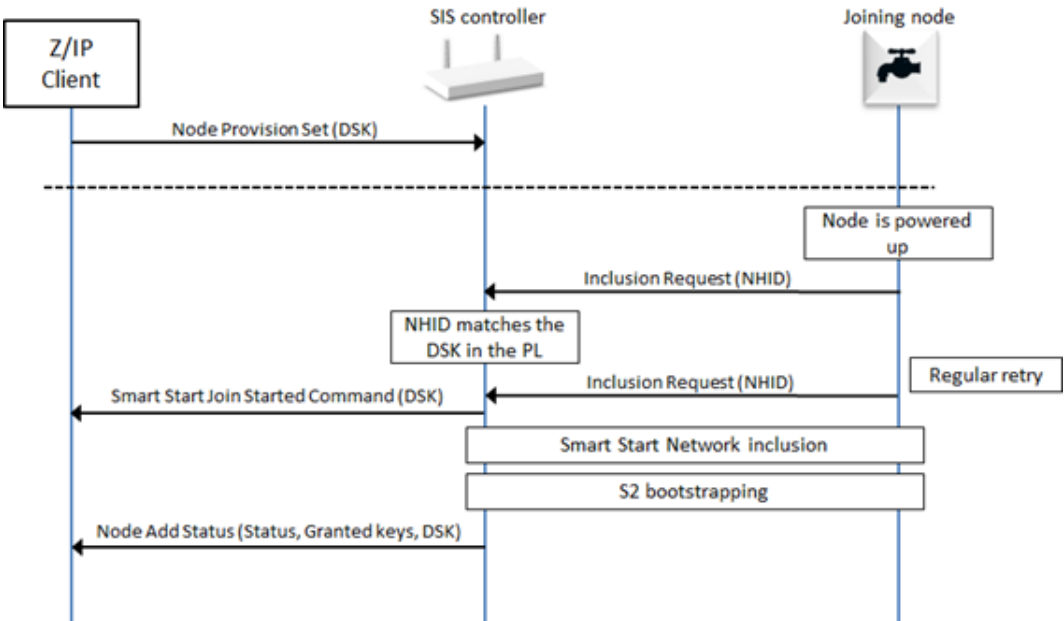 SIS controller
Joining node
Z/IP
Client
Node Provision Set (DSK)
Node is powered
up
Inclusion Request (NHID)
NHID matches the
DSK in the PL
Regular retry
Inclusion Request (NHID)
Smart Start Join Started Command (DSK)
Smart Start Network inclusion
S2 bootstrapping
Node Add Status (Status, Granted keys, DSK)